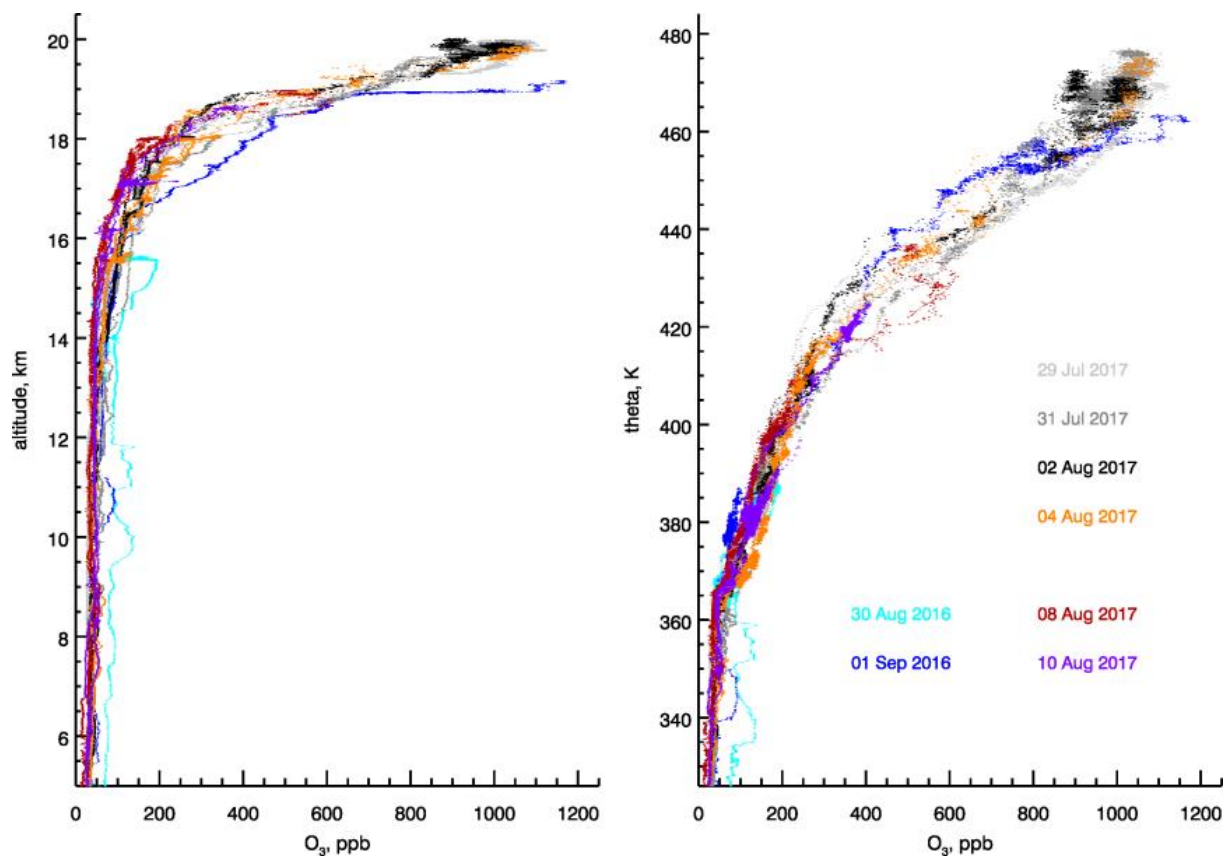 20
18
16
14
12
10
8
6
altitude, km
0
200
400
600
800
1000
1200
O3, ppb
480
460
440
420
400
380
360
340
theta, K
29 Jul 2017
31 Jul 2017
02 Aug 2017
04 Aug 2017
30 Aug 2016
08 Aug 2017
01 Sep 2016
10 Aug 2017
0
200
400
600
800
1000
1200
O3, ppb